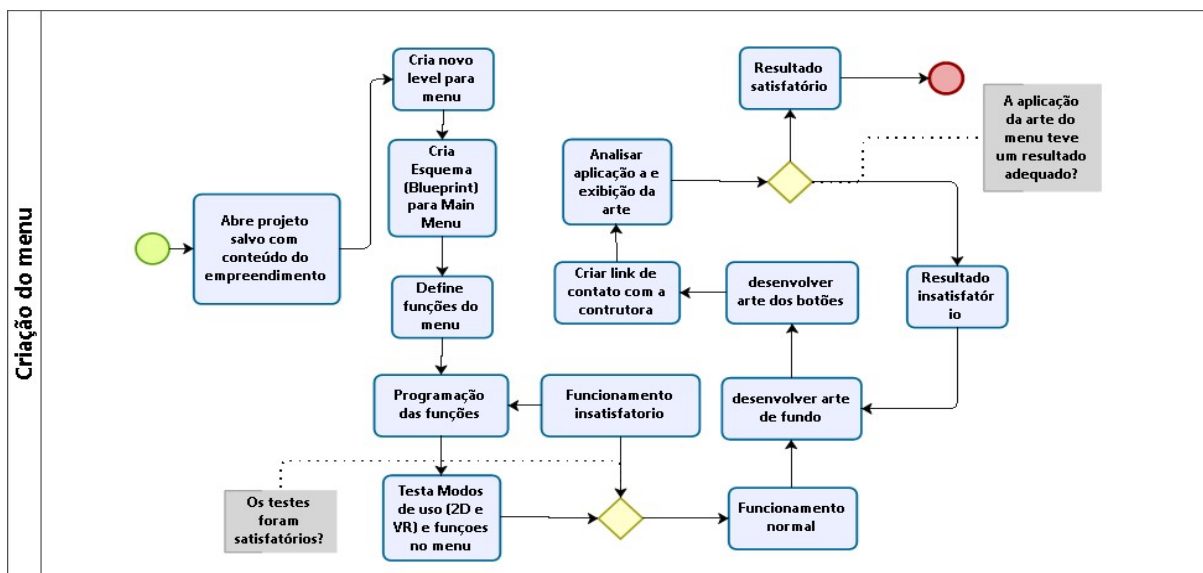 Criação do menu
Abre projeto
salvo com
conteúdo do
empreendimento
Cria novo
level para
menu
Cria
Esquema
(Blueprint)
para Main
Menu
Define
funções do
menu
Programação
das funções
Funcionamento
insatisfatorio
Testa Modos
de uso (2D e
VR) e funçoes
no menu
Os testes
foram
satisfatórios?
Funcionamento
normal
desenvolver arte
de fundo
desenvolver
arte dos botões
Criar link de
contato com a
contrutora
Analisar
aplicação a e
exibição da
arte
Resultado
satisfatório
A aplicação
da arte do
menu teve
um resultado
adequado?
Resultado
insatisfatór
io